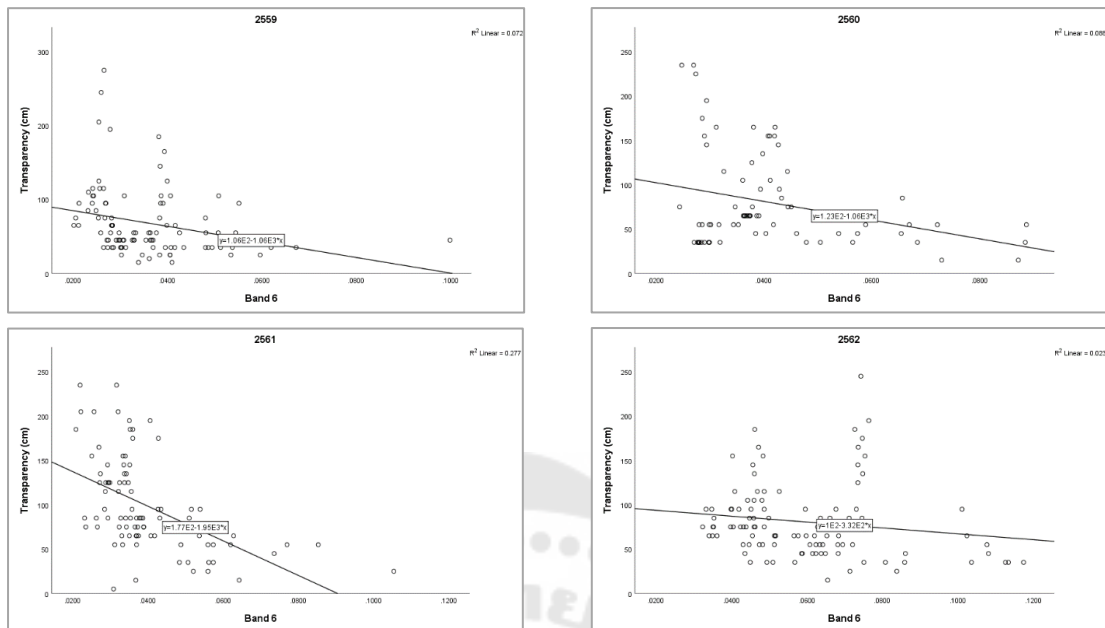 2559
R² Linear = 0.072
Transparency (cm)
300
200
100
0
y=1.06E2-1.06E3*x
.0200
.0400
.0600
.0800
.1000
Band 6
2560
R² Linear = 0.086
Transparency (cm)
250
200
150
100
50
0
y=1.23E2-1.06E3*x
.0200
.0400
.0600
.0800
Band 6
2561
R² Linear = 0.277
Transparency (cm)
250
200
150
100
50
0
y=1.77E2-1.95E3*x
.0200
.0400
.0600
.0800
.1000
.1200
Band 6
2562
R² Linear = 0.023
Transparency (cm)
250
200
150
100
50
0
y=1E2-3.32E2*x
.0200
.0400
.0600
.0800
.1000
.1200
Band 6